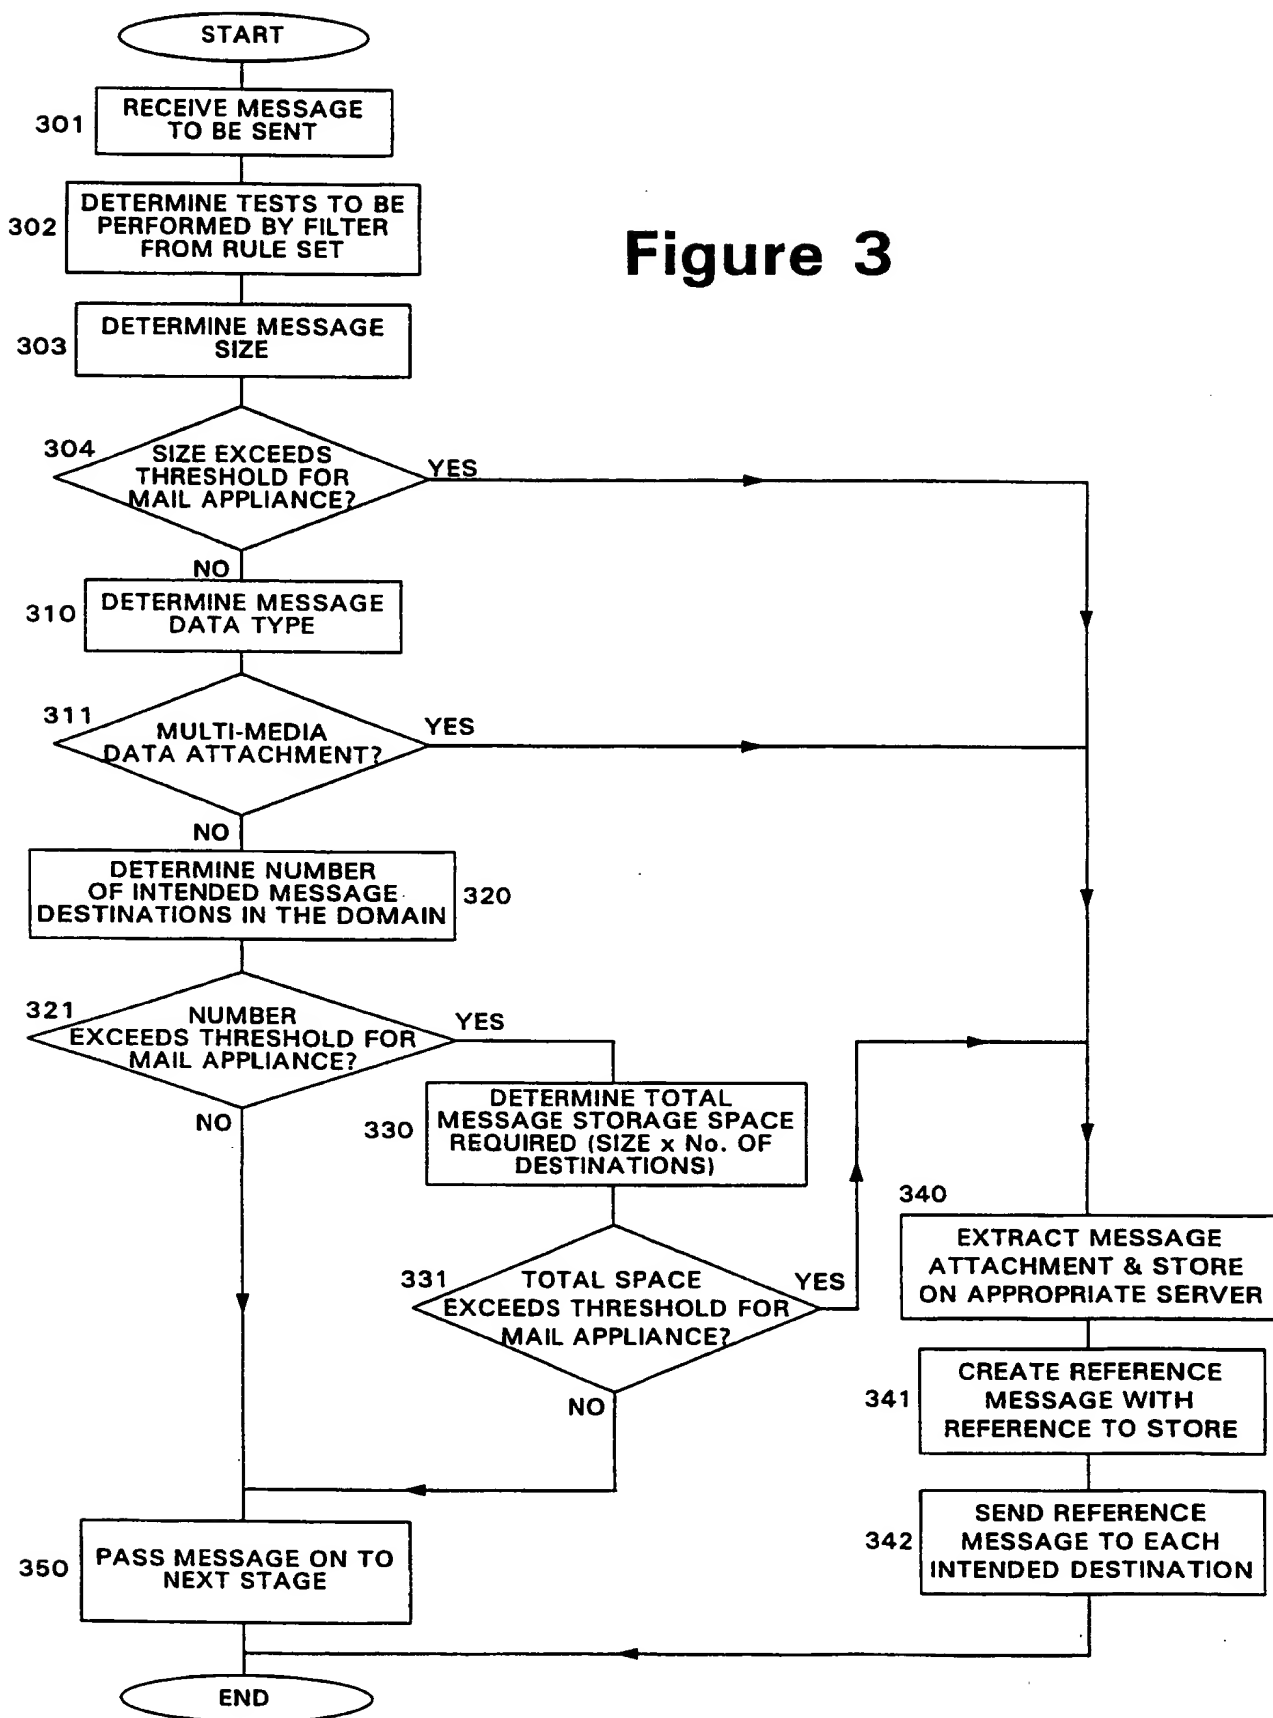 START
301
RECEIVE MESSAGE
TO BE SENT
302
DETERMINE TESTS TO BE
PERFORMED BY FILTER
FROM RULE SET
Figure 3
303
DETERMINE MESSAGE
SIZE
304
SIZE EXCEEDS
THRESHOLD FOR
MAIL APPLIANCE?
YES
NO
310
DETERMINE MESSAGE
DATA TYPE
311
MULTI-MEDIA
DATA ATTACHMENT?
YES
NO
DETERMINE NUMBER
OF INTENDED MESSAGE
DESTINATIONS IN THE DOMAIN
320
321
NUMBER
EXCEEDS THRESHOLD FOR
MAIL APPLIANCE?
YES
NO
330
DETERMINE TOTAL
MESSAGE STORAGE SPACE
REQUIRED (SIZE x No. OF
DESTINATIONS)
331
TOTAL SPACE
EXCEEDS THRESHOLD FOR
MAIL APPLIANCE?
YES
NO
340
EXTRACT MESSAGE
ATTACHMENT & STORE
ON APPROPRIATE SERVER
341
CREATE REFERENCE
MESSAGE WITH
REFERENCE TO STORE
342
SEND REFERENCE
MESSAGE TO EACH
INTENDED DESTINATION
350
PASS MESSAGE ON TO
NEXT STAGE
END